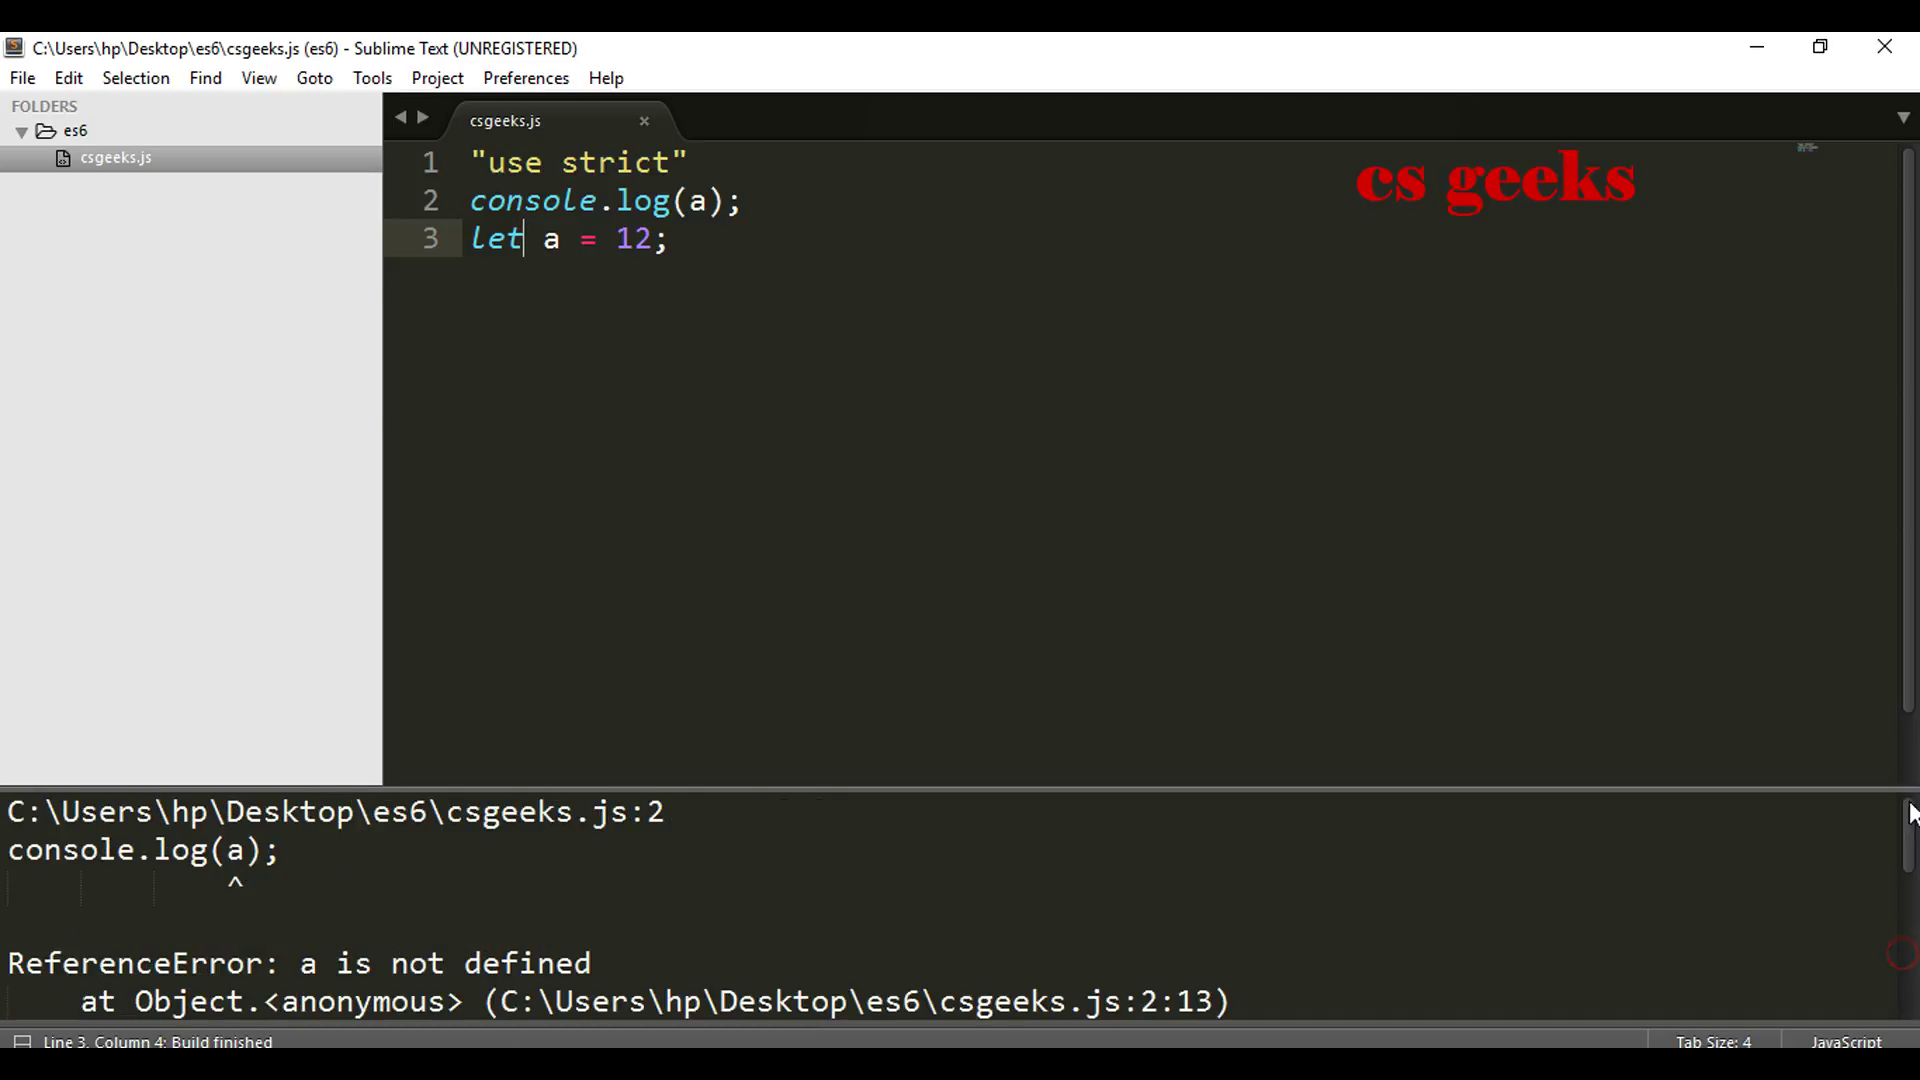 C:\Users\hp\Desktop\es6\csgeeks.js (es6) - Sublime Text (UNREGISTERED)
File Edit Selection Find View Goto Tools Project Preferences Help
FOLDERS
es6
csgeeks.js
csgeeks.js
1 "use strict"
2 console.log(a);
3 let a = 12;
cs geeks
C:\Users\hp\Desktop\es6\csgeeks.js:2
console.log(a);
^
ReferenceError: a is not defined
at Object.<anonymous> (C:\Users\hp\Desktop\es6\csgeeks.js:2:13)
Line 3, Column 4; Build finished Tab Size: 4 JavaScript